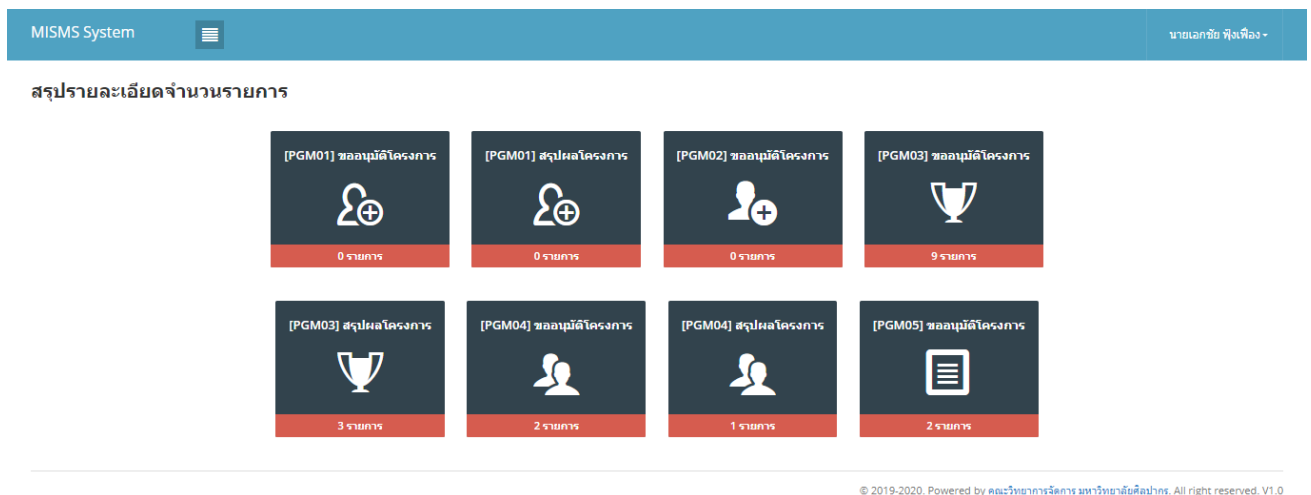 MISMS System
นายเอกชัย ฟุ้งเฟื่อง
สรุปรายละเอียดจำนวนรายการ
[PGM01] ขออนุมัติโครงการ
[PGM01] สรุปผลโครงการ
[PGM02] ขออนุมัติโครงการ
[PGM03] ขออนุมัติโครงการ
0 รายการ
0 รายการ
0 รายการ
9 รายการ
[PGM03] สรุปผลโครงการ
[PGM04] ขออนุมัติโครงการ
[PGM04] สรุปผลโครงการ
[PGM05] ขออนุมัติโครงการ
3 รายการ
2 รายการ
1 รายการ
2 รายการ
© 2019-2020. Powered by คณะวิทยาการจัดการ มหาวิทยาลัยศิลปากร. All right reserved. V1.0